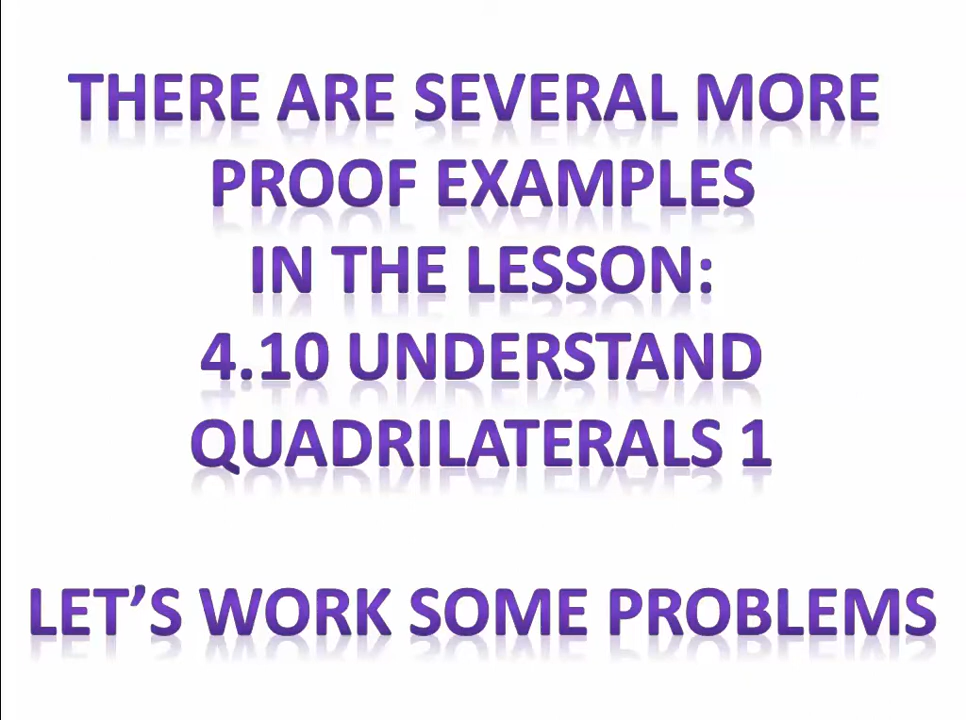 THERE ARE SEVERAL MORE
PROOF EXAMPLES
IN THE LESSON:
4.10 UNDERSTAND
QUADRILATERALS 1
LET'S WORK SOME PROBLEMS